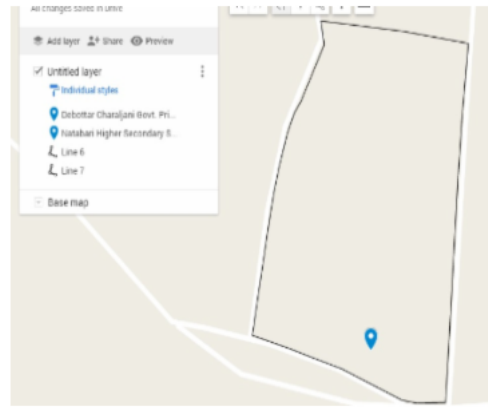 All changes saved in Drive
Add layer Share Preview
Untitled layer
Individual styles
Debottar Charaljani Govt. Pri...
Natabari Higher Secondary S...
Line 6
Line 7
Base map